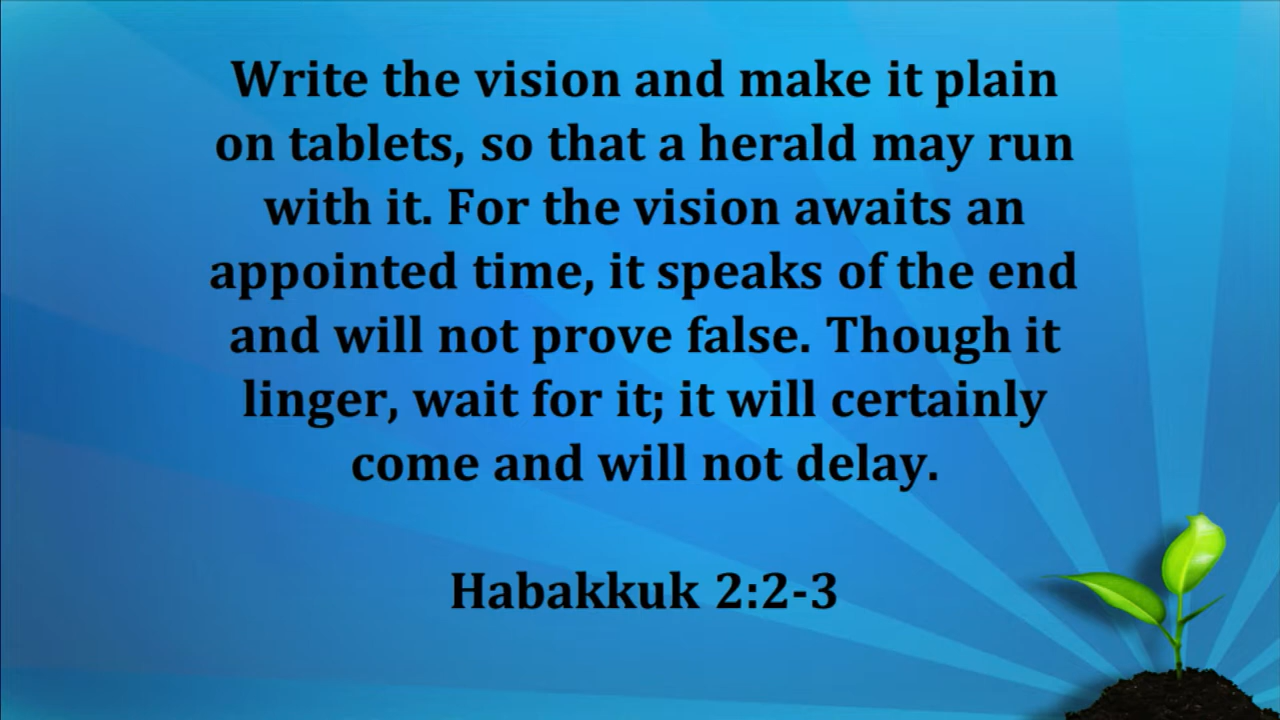 Write the vision and make it plain
on tablets, so that a herald may run
with it. For the vision awaits an
appointed time, it speaks of the end
and will not prove false. Though it
linger, wait for it; it will certainly
come and will not delay.
Habakkuk 2:2-3